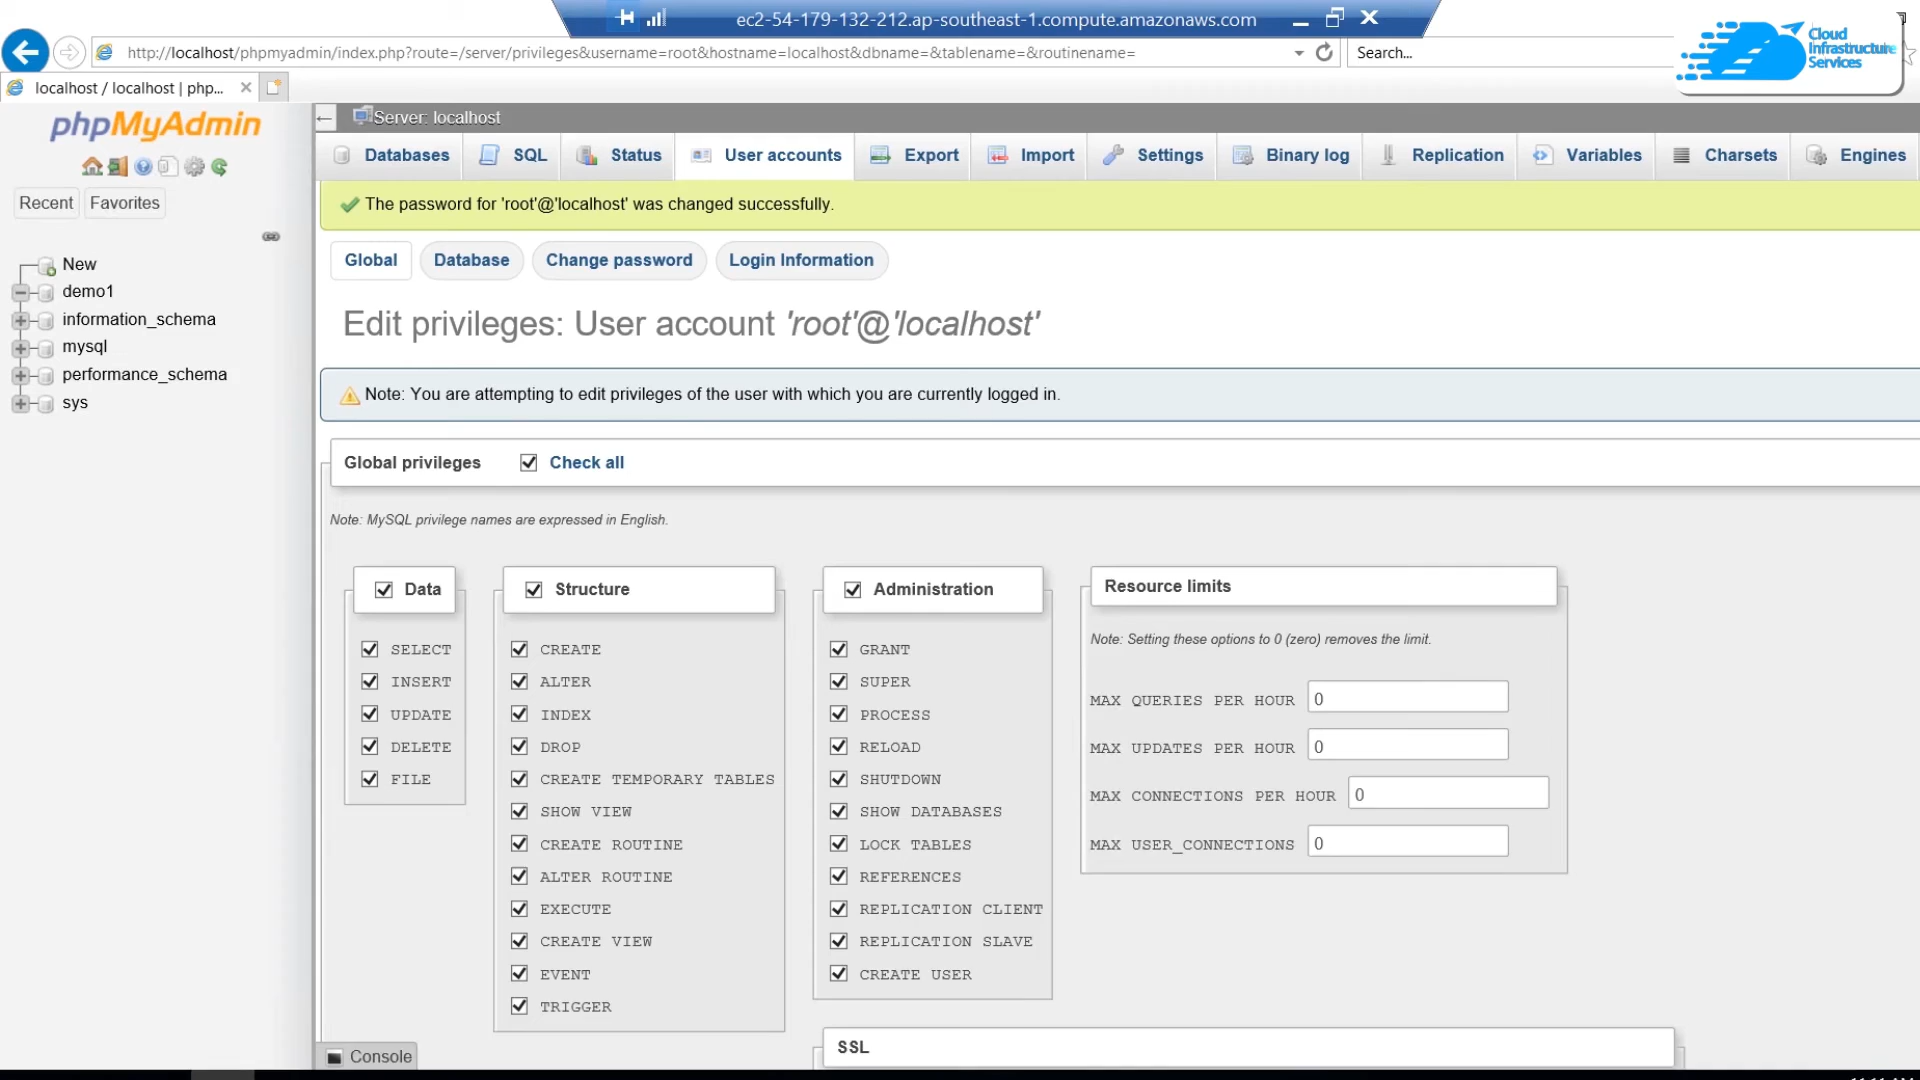 ec2-54-179-132-212.ap-southeast-1.compute.amazonaws.com
http://localhost/phpmyadmin/index.php?route=/server/privileges&username=root&hostname=localhost&dbname=&tablename=&routinename=
Search...
Cloud
Infrastructure
Services
localhost / localhost | php...
phpMyAdmin
Recent
Favorites
New
demo1
information_schema
mysql
performance_schema
sys
Server: localhost
Databases
SQL
Status
User accounts
Export
Import
Settings
Binary log
Replication
Variables
Charsets
Engines
The password for 'root'@'localhost' was changed successfully.
Global
Database
Change password
Login Information
Edit privileges: User account 'root'@'localhost'
Note: You are attempting to edit privileges of the user with which you are currently logged in.
Global privileges
Check all
Note: MySQL privilege names are expressed in English.
Data
SELECT
INSERT
UPDATE
DELETE
FILE
Structure
CREATE
ALTER
INDEX
DROP
CREATE TEMPORARY TABLES
SHOW VIEW
CREATE ROUTINE
ALTER ROUTINE
EXECUTE
CREATE VIEW
EVENT
TRIGGER
Administration
GRANT
SUPER
PROCESS
RELOAD
SHUTDOWN
SHOW DATABASES
LOCK TABLES
REFERENCES
REPLICATION CLIENT
REPLICATION SLAVE
CREATE USER
Resource limits
Note: Setting these options to 0 (zero) removes the limit.
MAX QUERIES PER HOUR 0
MAX UPDATES PER HOUR 0
MAX CONNECTIONS PER HOUR 0
MAX USER_CONNECTIONS 0
SSL
Console